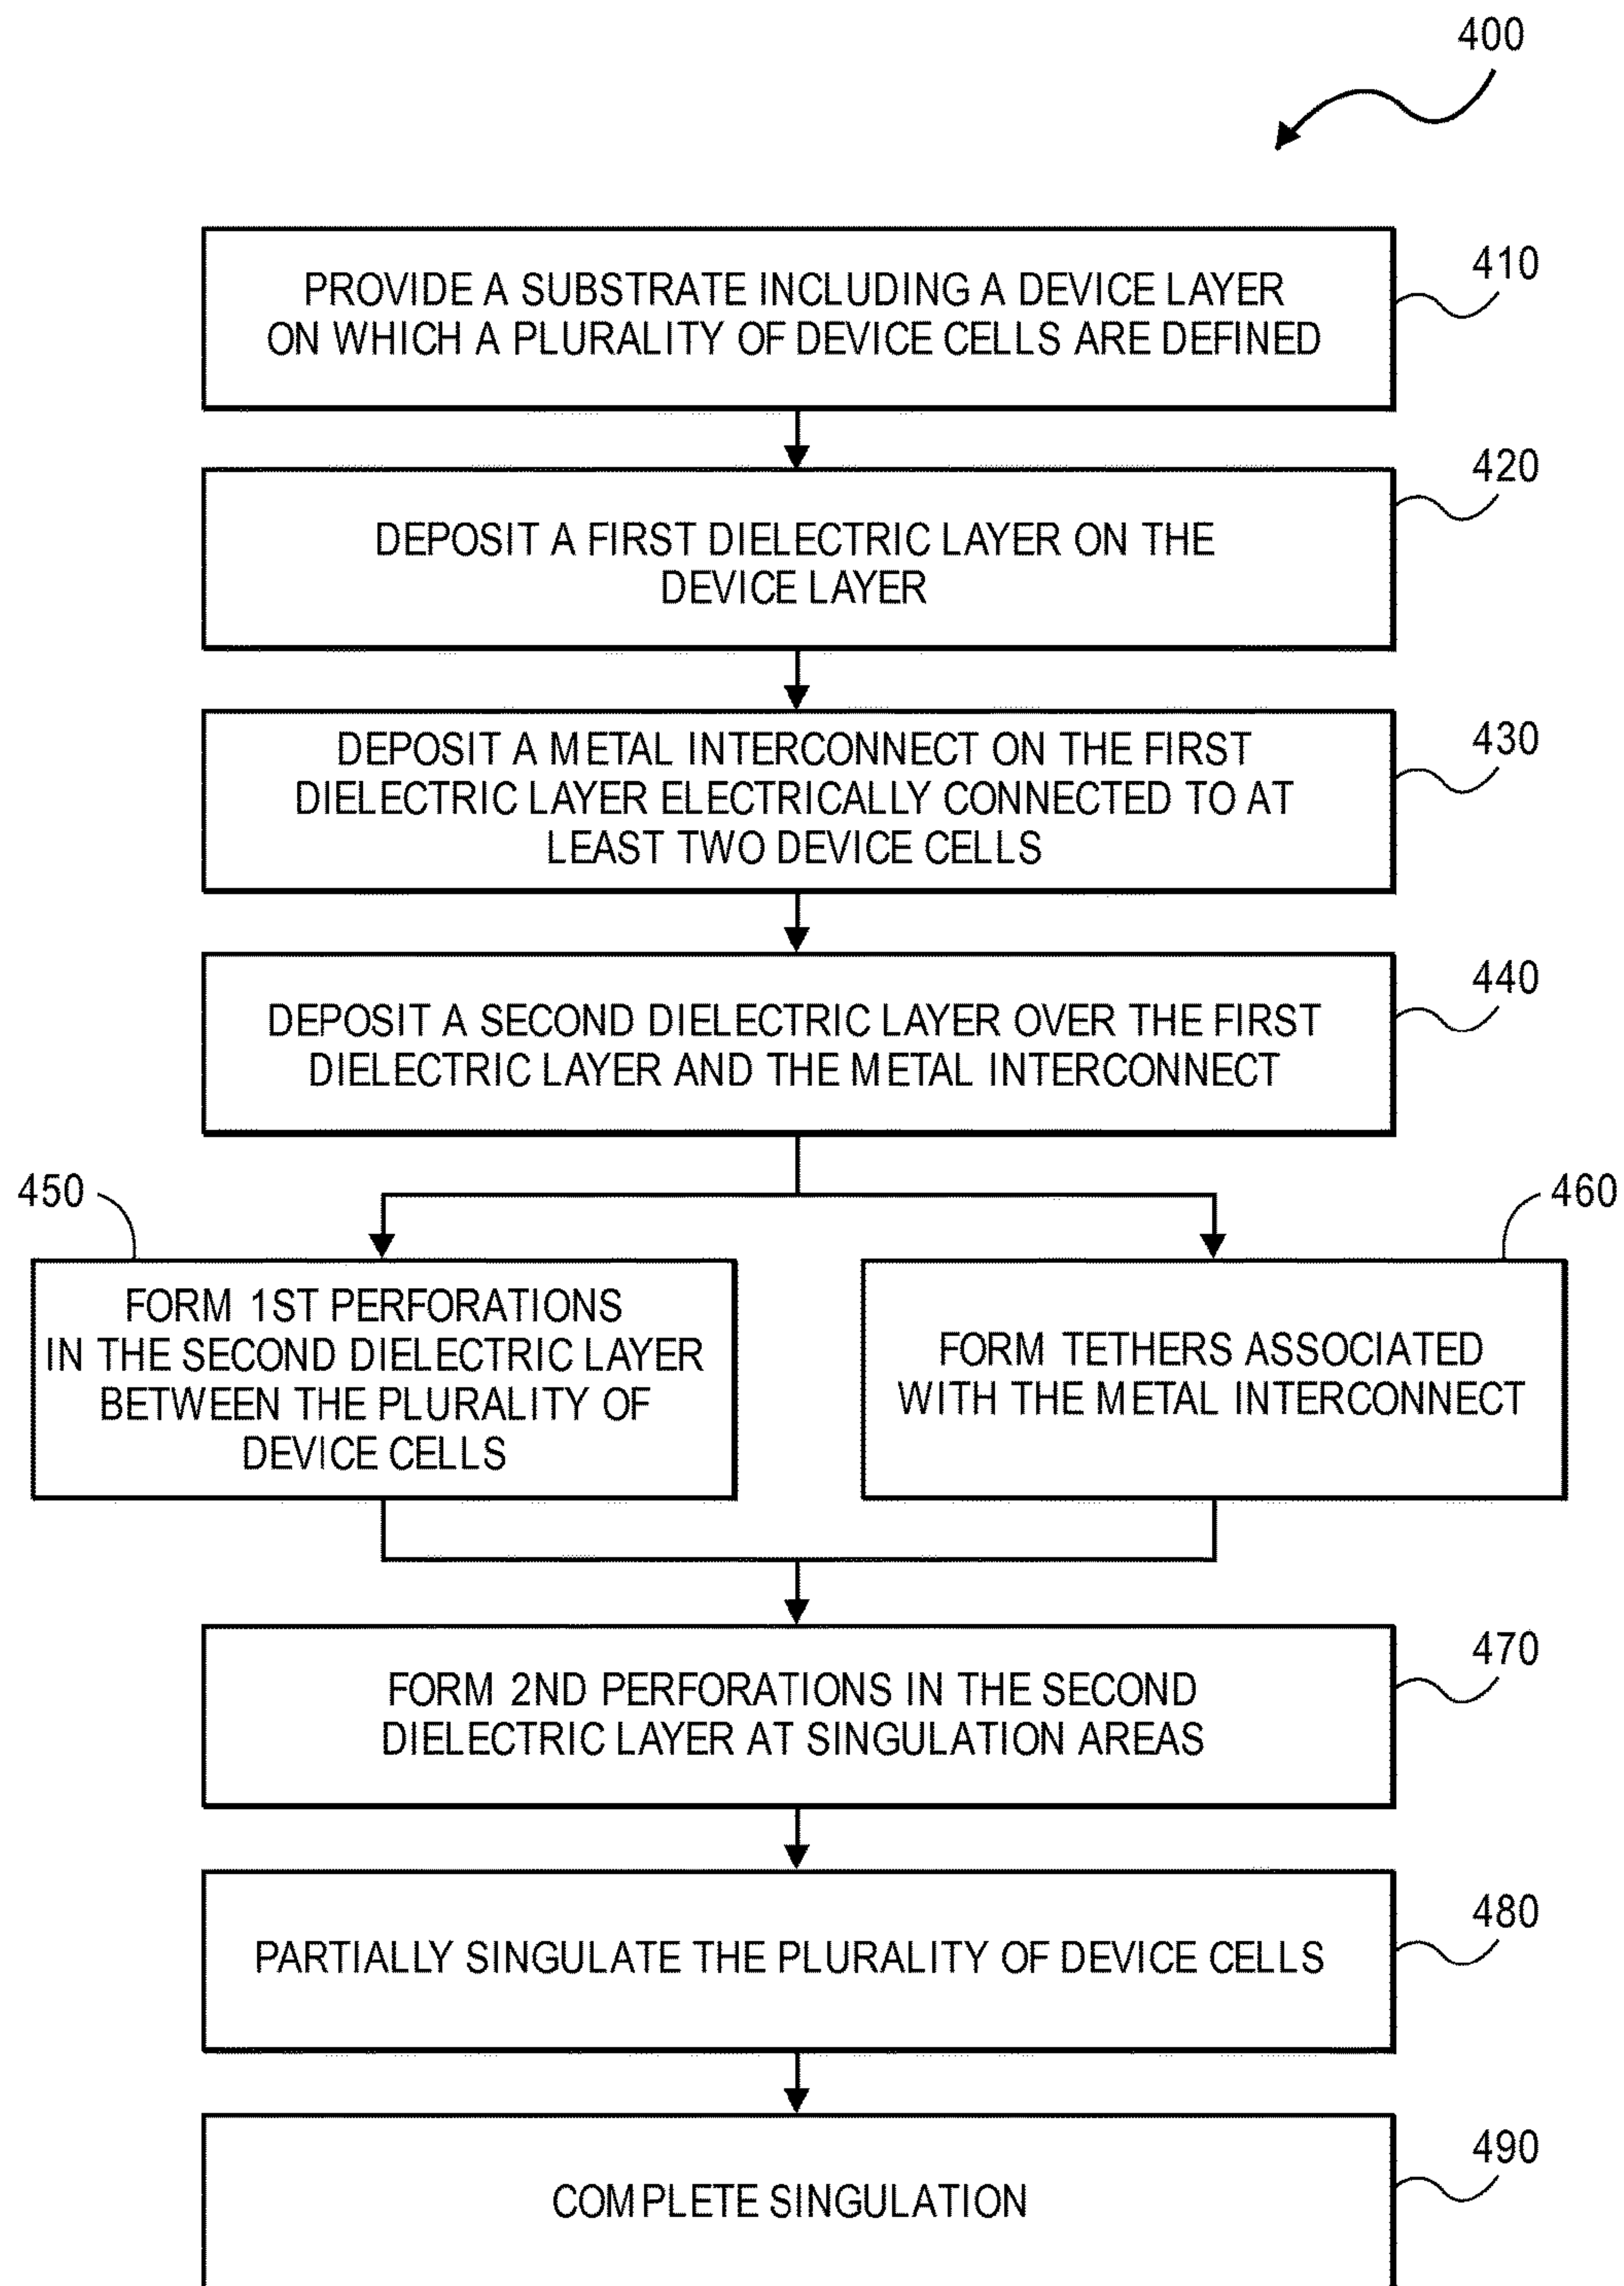 400
PROVIDE A SUBSTRATE INCLUDING A DEVICE LAYER
ON WHICH A PLURALITY OF DEVICE CELLS ARE DEFINED
410
DEPOSIT A FIRST DIELECTRIC LAYER ON THE
DEVICE LAYER
420
DEPOSIT A METAL INTERCONNECT ON THE FIRST
DIELECTRIC LAYER ELECTRICALLY CONNECTED TO AT
LEAST TWO DEVICE CELLS
430
DEPOSIT A SECOND DIELECTRIC LAYER OVER THE FIRST
DIELECTRIC LAYER AND THE METAL INTERCONNECT
440
450
FORM 1ST PERFORATIONS
IN THE SECOND DIELECTRIC LAYER
BETWEEN THE PLURALITY OF
DEVICE CELLS
460
FORM TETHERS ASSOCIATED
WITH THE METAL INTERCONNECT
FORM 2ND PERFORATIONS IN THE SECOND
DIELECTRIC LAYER AT SINGULATION AREAS
470
PARTIALLY SINGULATE THE PLURALITY OF DEVICE CELLS
480
COMPLETE SINGULATION
490